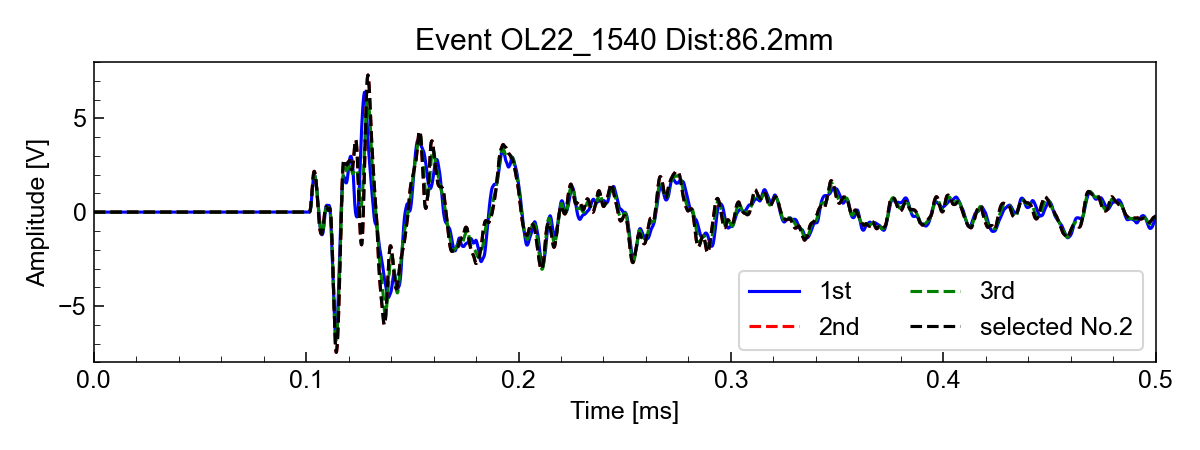 Event OL22_1540 Dist:86.2mm
Amplitude [V]
5
0
−5
1st
2nd
3rd
selected No.2
0.0 0.1 0.2 0.3 0.4 0.5
Time [ms]